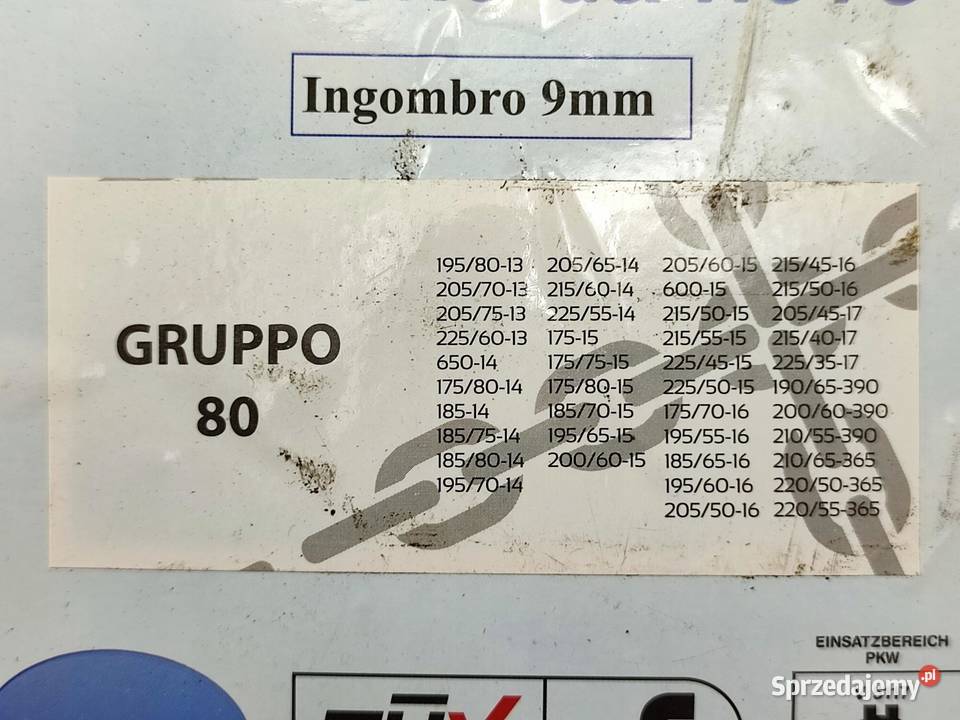 Ingombro 9mm
GRUPPO
80
195/80-13 205/65-14 205/60-15 215/45-16
205/70-13 215/60-14 600-15 215/50-16
205/75-13 225/55-14 215/50-15 205/45-17
225/60-13 175-15 215/55-15 215/40-17
650-14 175/75-15 225/45-15 225/35-17
175/80-14 175/80-15 225/50-15 190/65-390
185-14 185/70-15 175/70-16 200/60-390
185/75-14 195/65-15 195/55-16 210/55-390
185/80-14 200/60-15 185/65-16 210/65-365
195/70-14 195/60-16 220/50-365
205/50-16 220/55-365
EINSATZBEREICH
PKW
TÜV
Sprzedajemy.pl